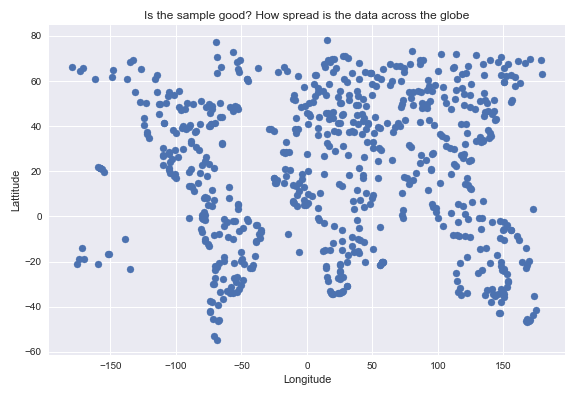 Is the sample good? How spread is the data across the globe
80
60
40
20
0
−20
−40
−60
Lattitude
−150 −100 −50 0 50 100 150
Longitude